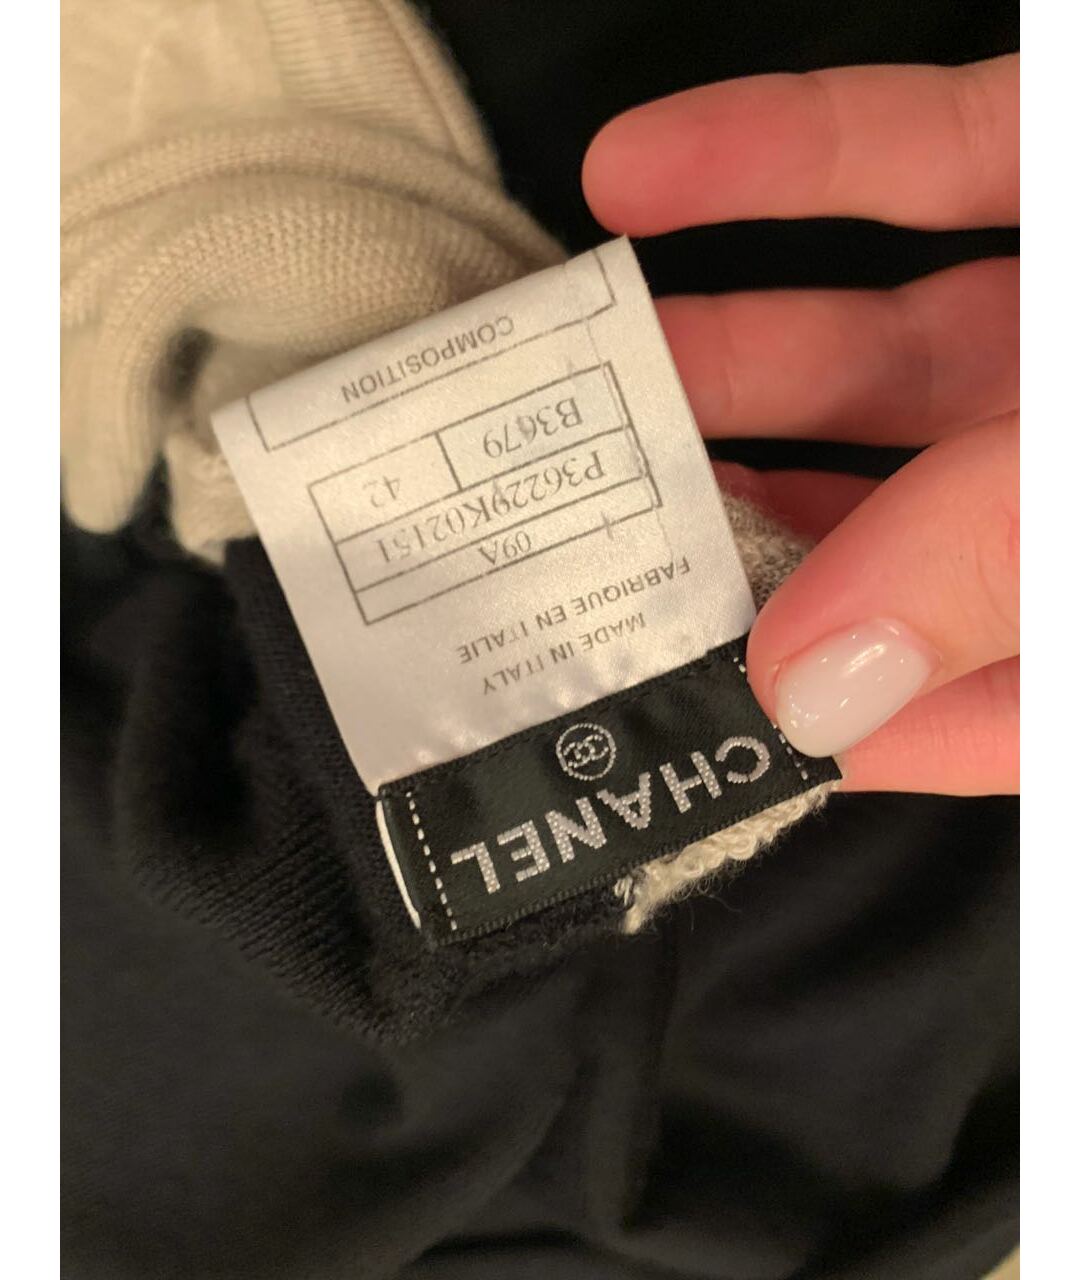 CHANEL
MADE IN ITALY
FABRIQUE EN ITALIE
09A
P36229K02151
B3679 42
COMPOSITION